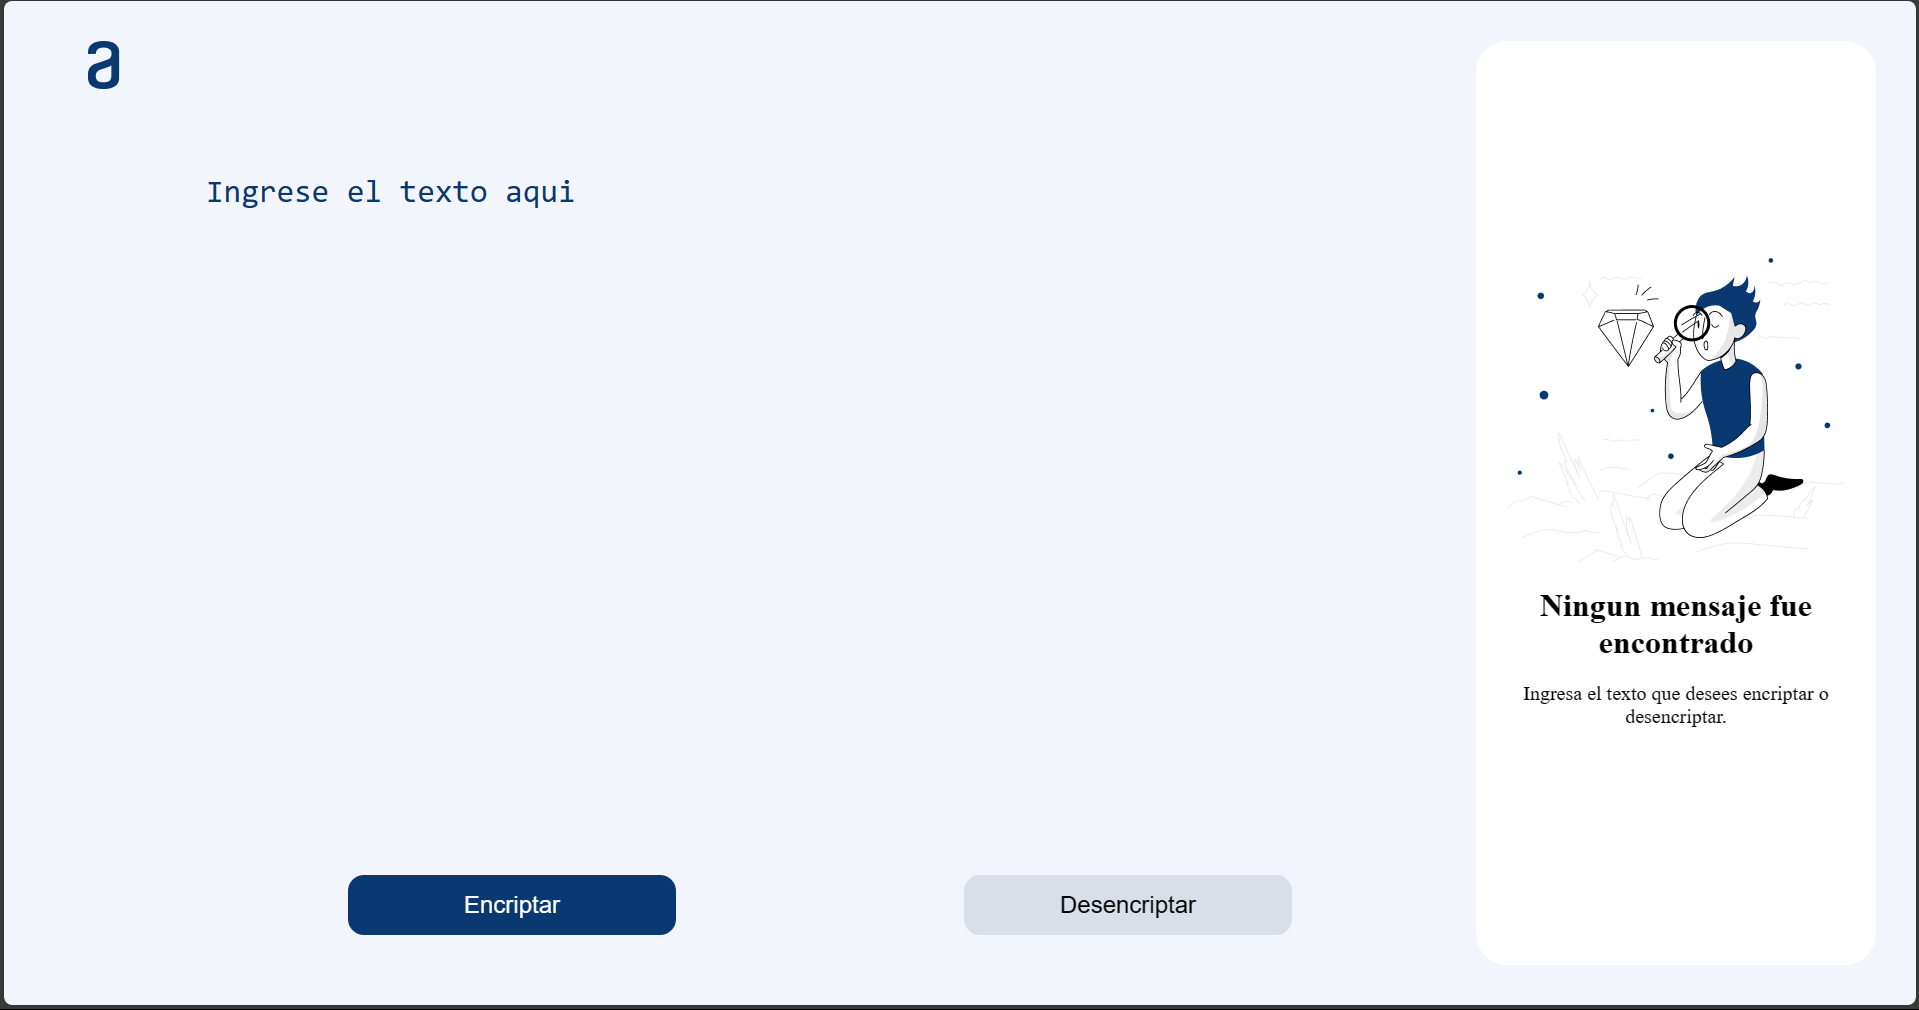 a
Ingrese el texto aqui
Ningun mensaje fue
encontrado
Ingresa el texto que desees encriptar o
desencriptar.
Encriptar
Desencriptar